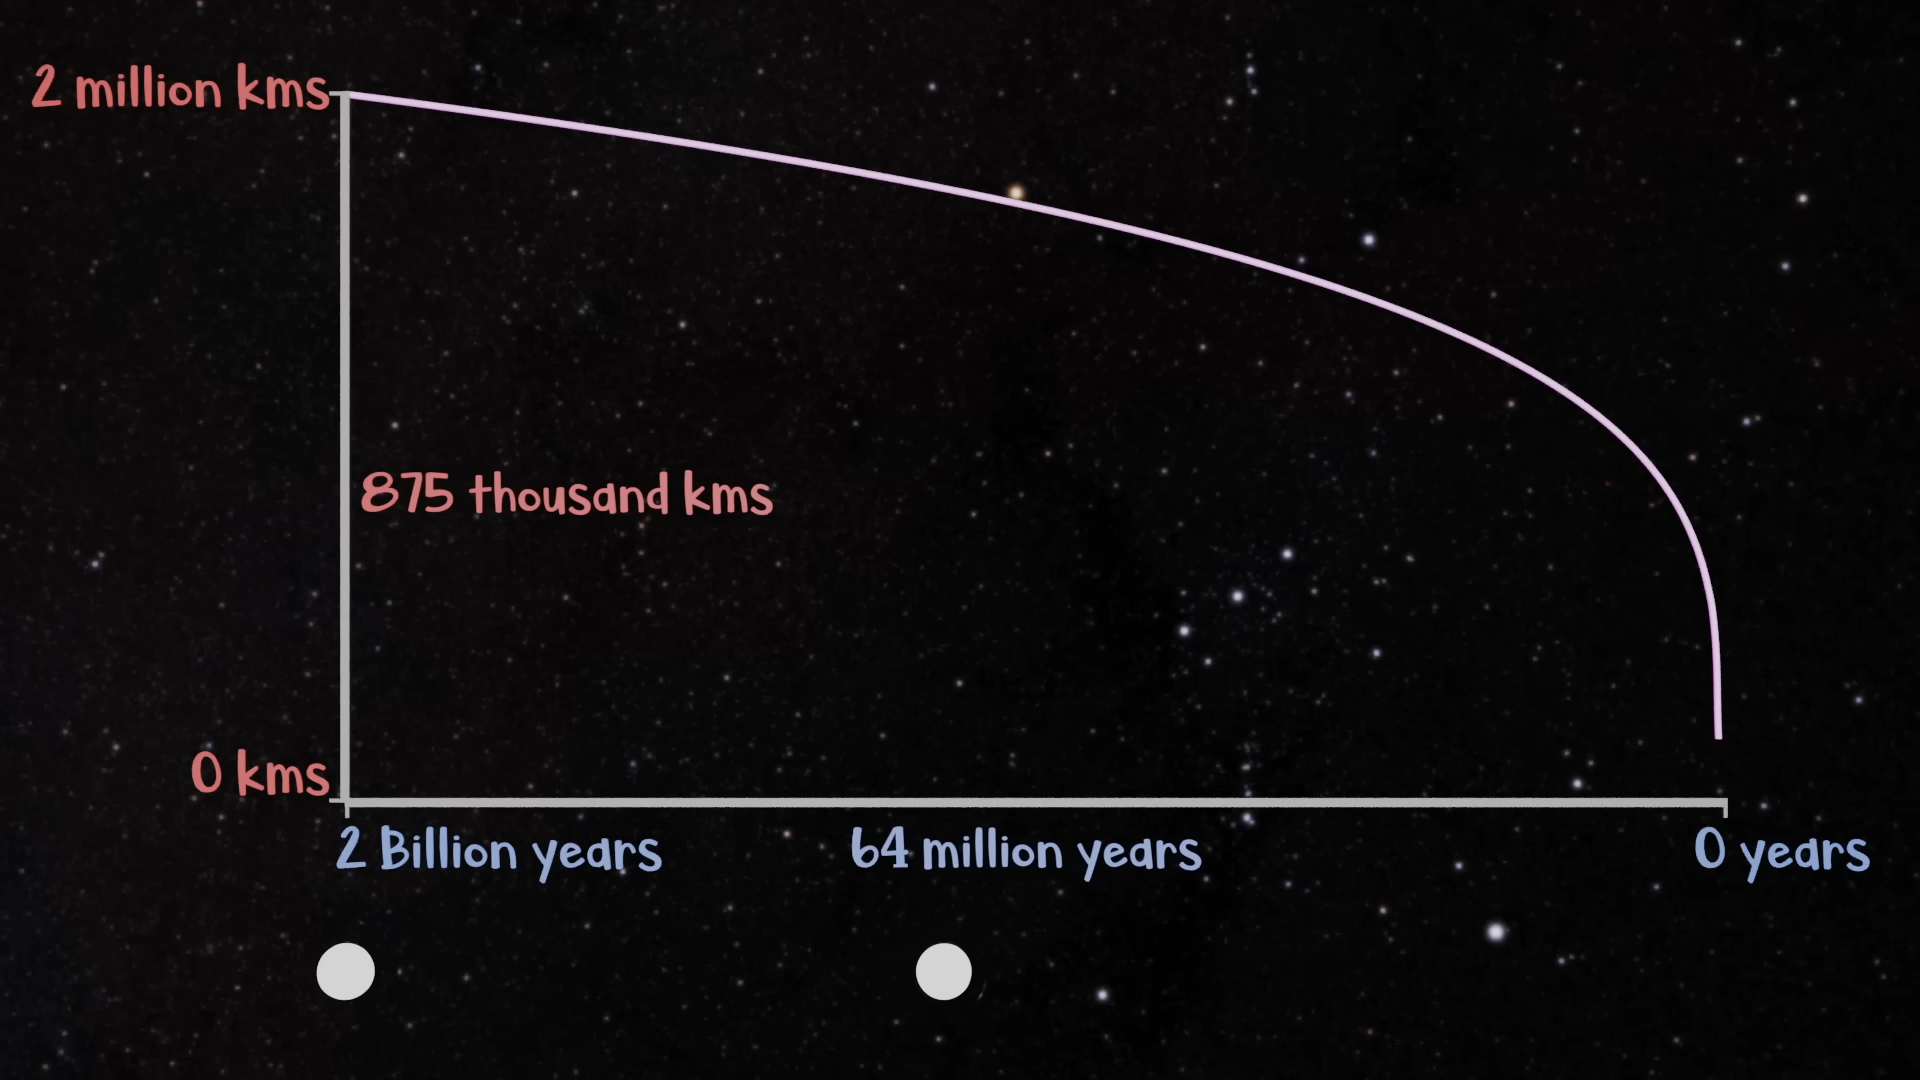 2 million kms
875 thousand kms
0 kms
2 Billion years
64 million years
0 years